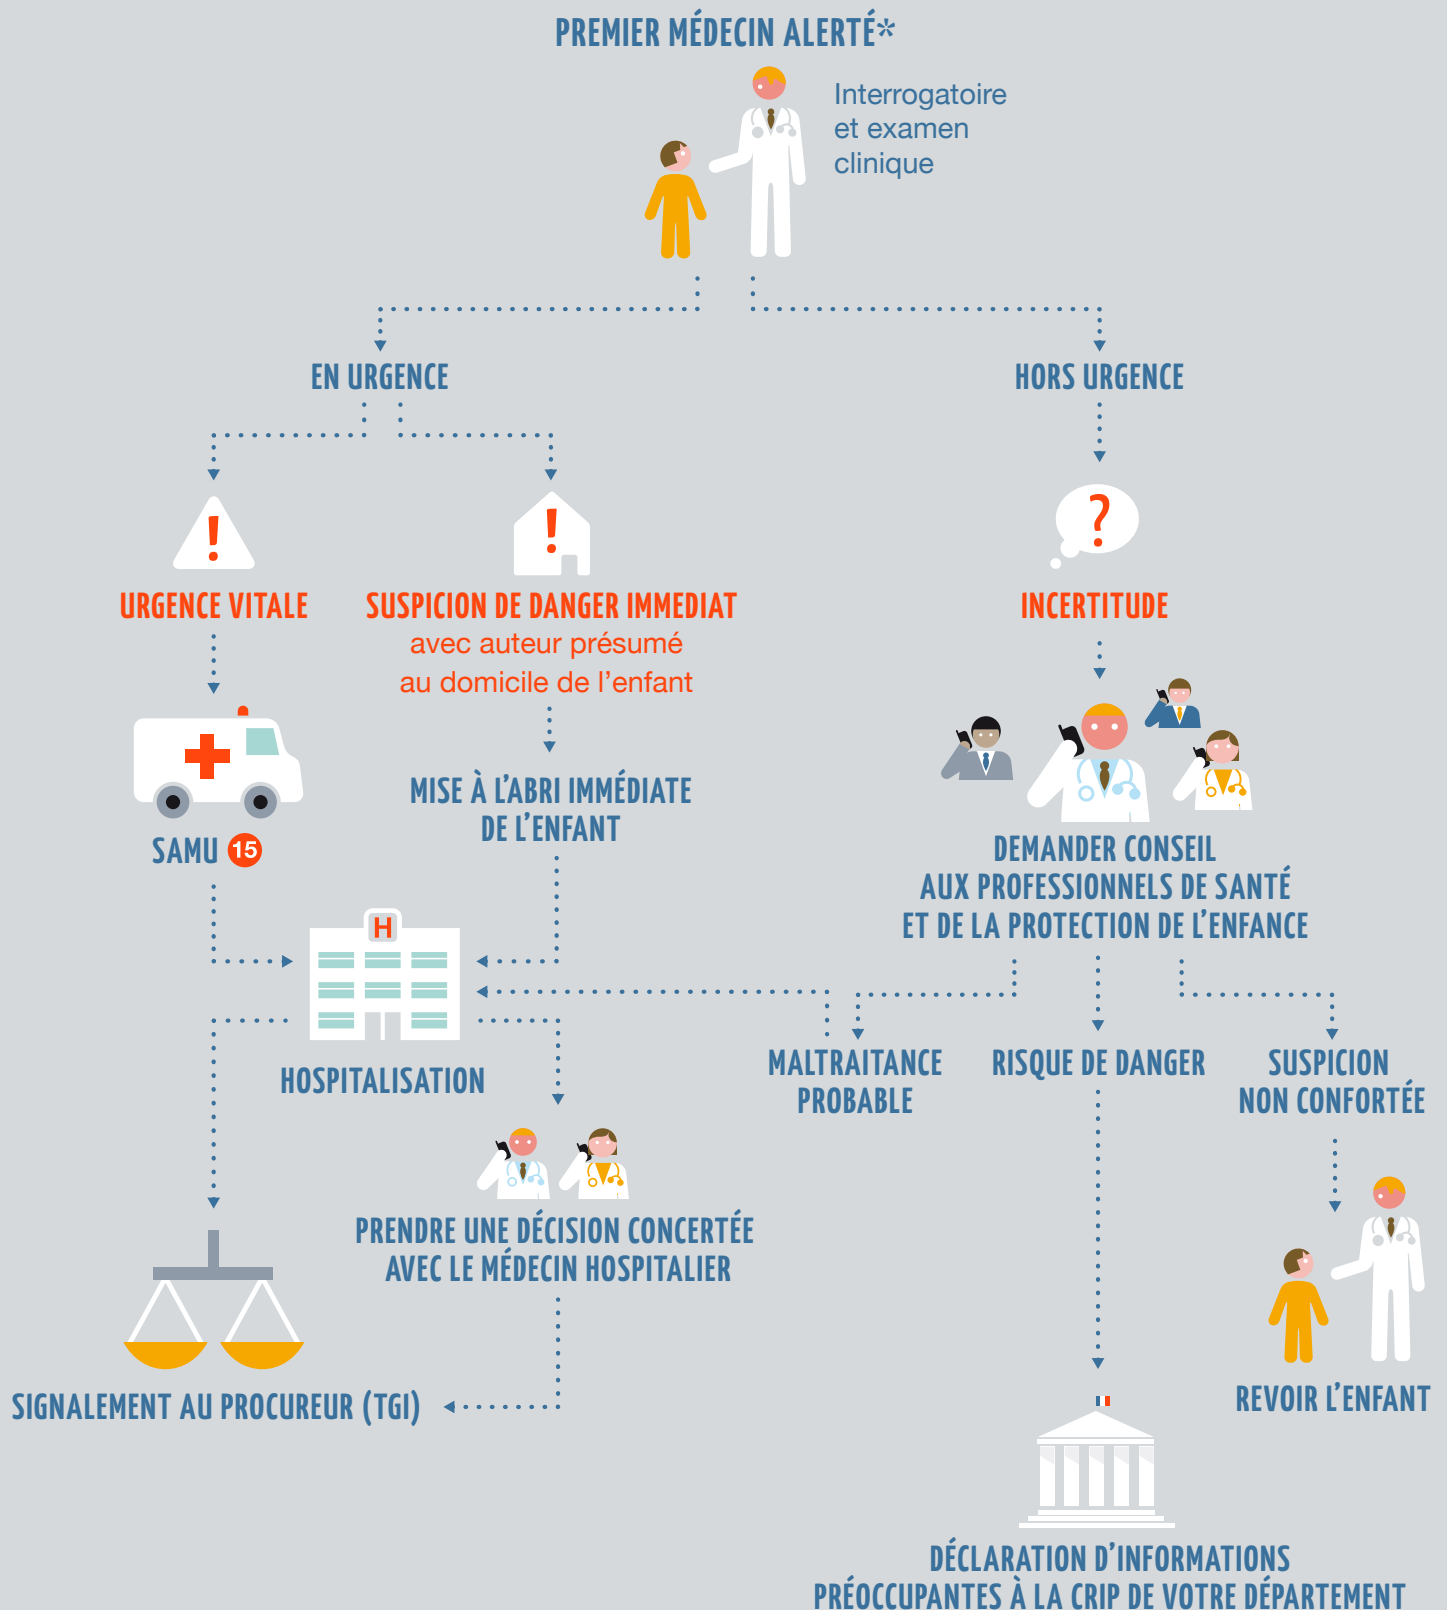 PREMIER MÉDECIN ALERTÉ*
Interrogatoire
et examen
clinique
EN URGENCE
HORS URGENCE
!
!
?
URGENCE VITALE
SUSPICION DE DANGER IMMEDIAT
avec auteur présumé
au domicile de l'enfant
INCERTITUDE
MISE À L'ABRI IMMÉDIATE
DE L'ENFANT
SAMU 15
DEMANDER CONSEIL
AUX PROFESSIONNELS DE SANTÉ
ET DE LA PROTECTION DE L'ENFANCE
H
HOSPITALISATION
MALTRAITANCE
PROBABLE
RISQUE DE DANGER
SUSPICION
NON CONFORTÉE
PRENDRE UNE DÉCISION CONCERTÉE
AVEC LE MÉDECIN HOSPITALIER
SIGNALEMENT AU PROCUREUR (TGI)
REVOIR L'ENFANT
DÉCLARATION D'INFORMATIONS
PRÉOCCUPANTES À LA CRIP DE VOTRE DÉPARTEMENT